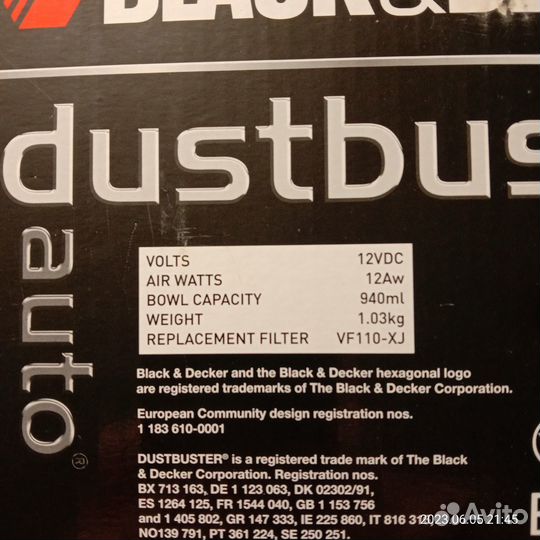 BLACK&
dustbus
auto®
VOLTS 12VDC
AIR WATTS 12Aw
BOWL CAPACITY 940ml
WEIGHT 1.03kg
REPLACEMENT FILTER VF110-XJ
Black & Decker and the Black & Decker hexagonal logo
are registered trademarks of The Black & Decker Corporation.
European Community design registration nos.
1 183 610-0001
DUSTBUSTER® is a registered trade mark of The Black
& Decker Corporation. Registration nos.
BX 713 163, DE 1 123 063, DK 02302/91,
ES 1264 125, FR 1544 040, GB 1 153 756
and 1 405 802, GR 147 333, IE 225 860, IT 816
NO139 791, PT 361 224, SE 250 251.
2023.06.05 21:45
Avito